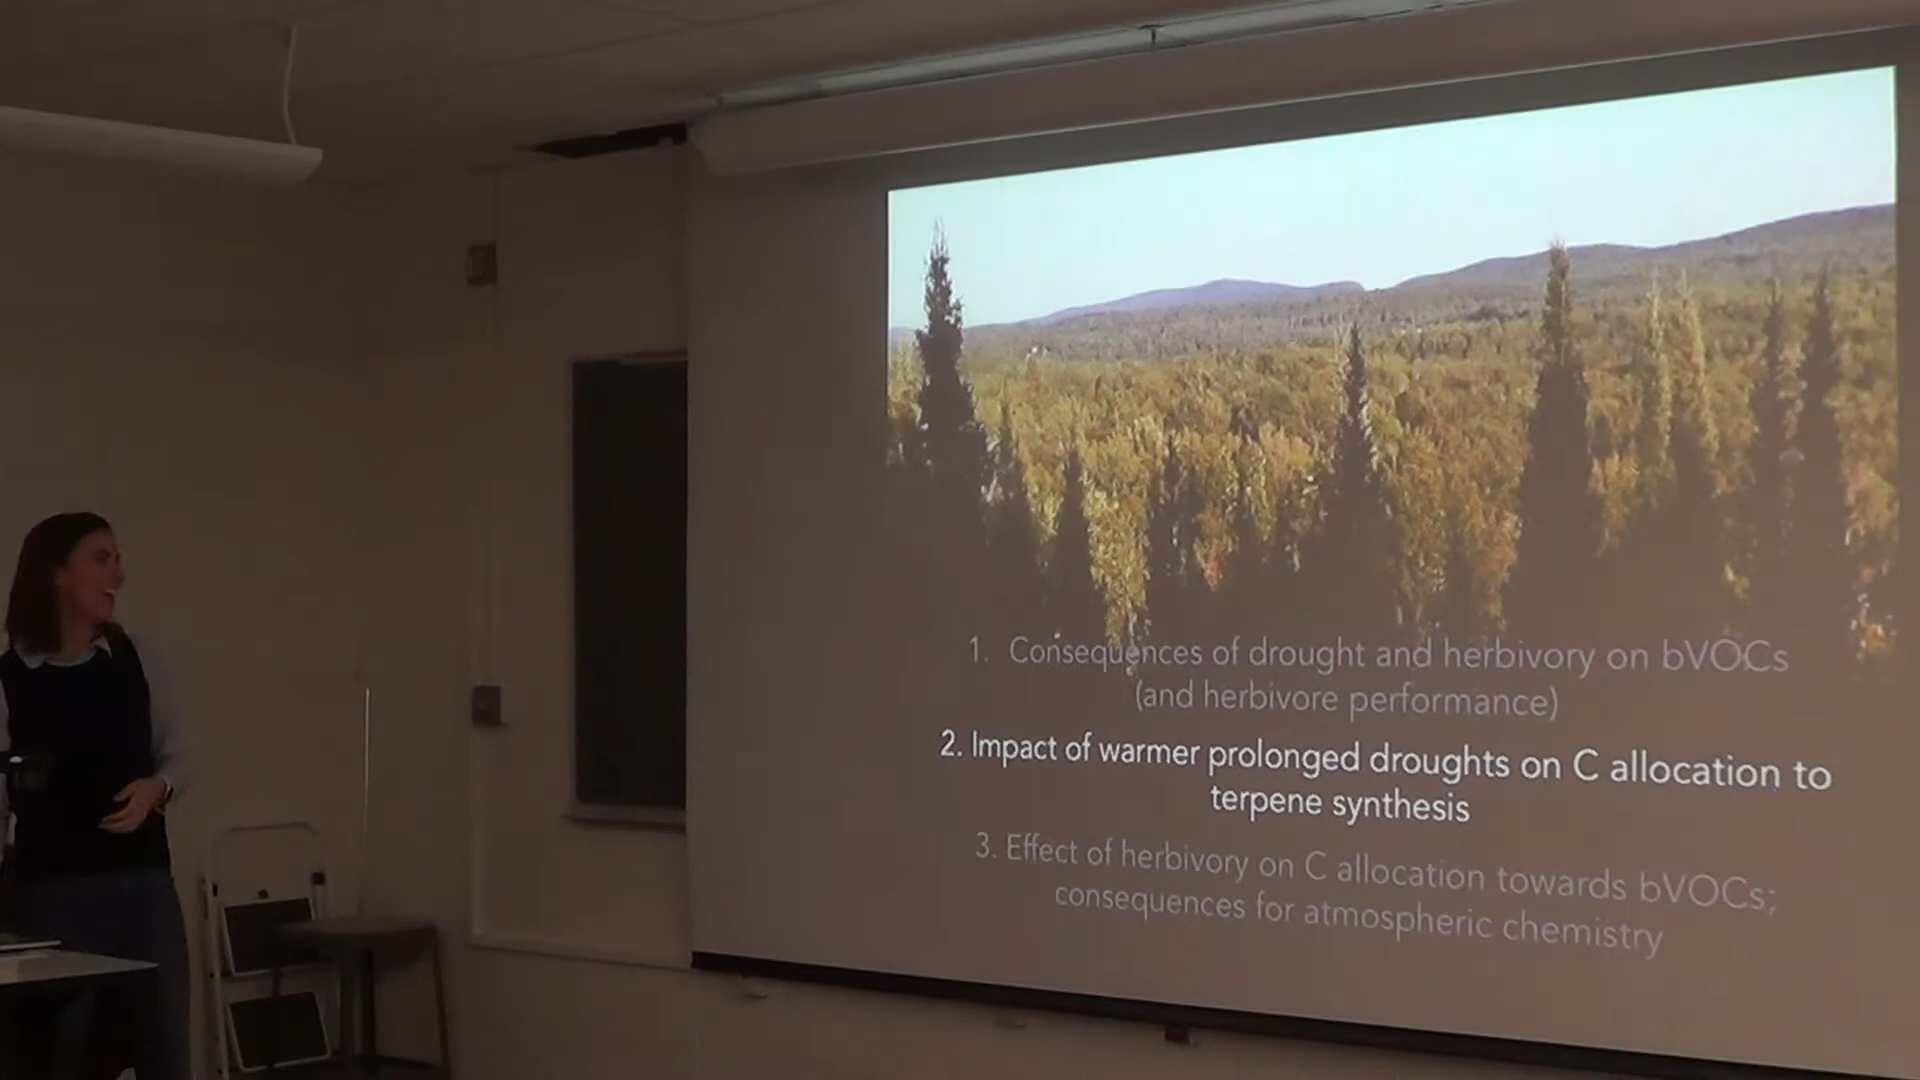 1. Consequences of drought and herbivory on bVOCs
(and herbivore performance)
2. Impact of warmer prolonged droughts on C allocation to
terpene synthesis
3. Effect of herbivory on C allocation towards bVOCs;
consequences for atmospheric chemistry